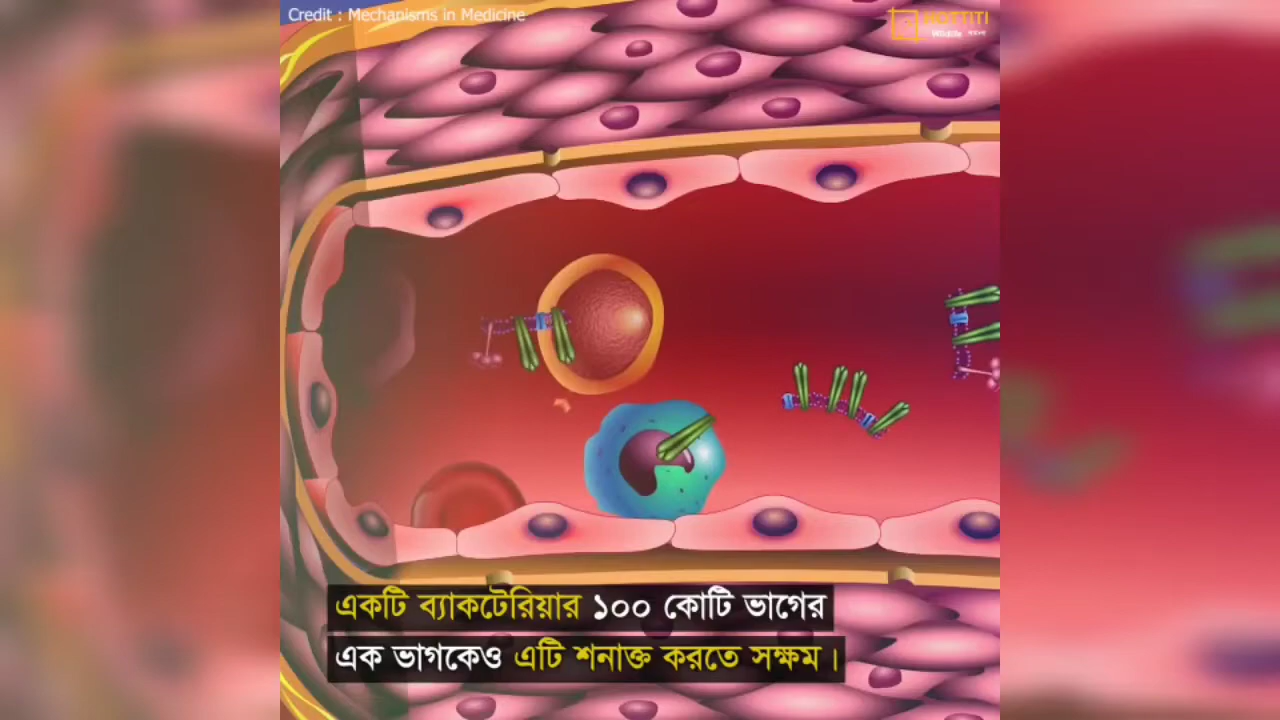 Credit : Mechanisms in Medicine
একটি ব্যাকটেরিয়ার ১০০ কোটি ভাগের
এক ভাগকেও এটি শনাক্ত করতে সক্ষম।